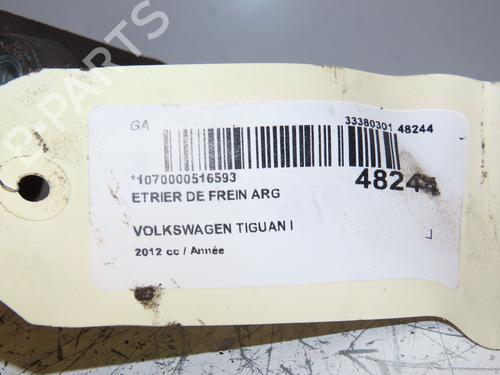 B-PARTS
GA
33380301 48244
*1070000516593
48244
ETRIER DE FREIN ARG
VOLKSWAGEN TIGUAN I
2012 cc / Année